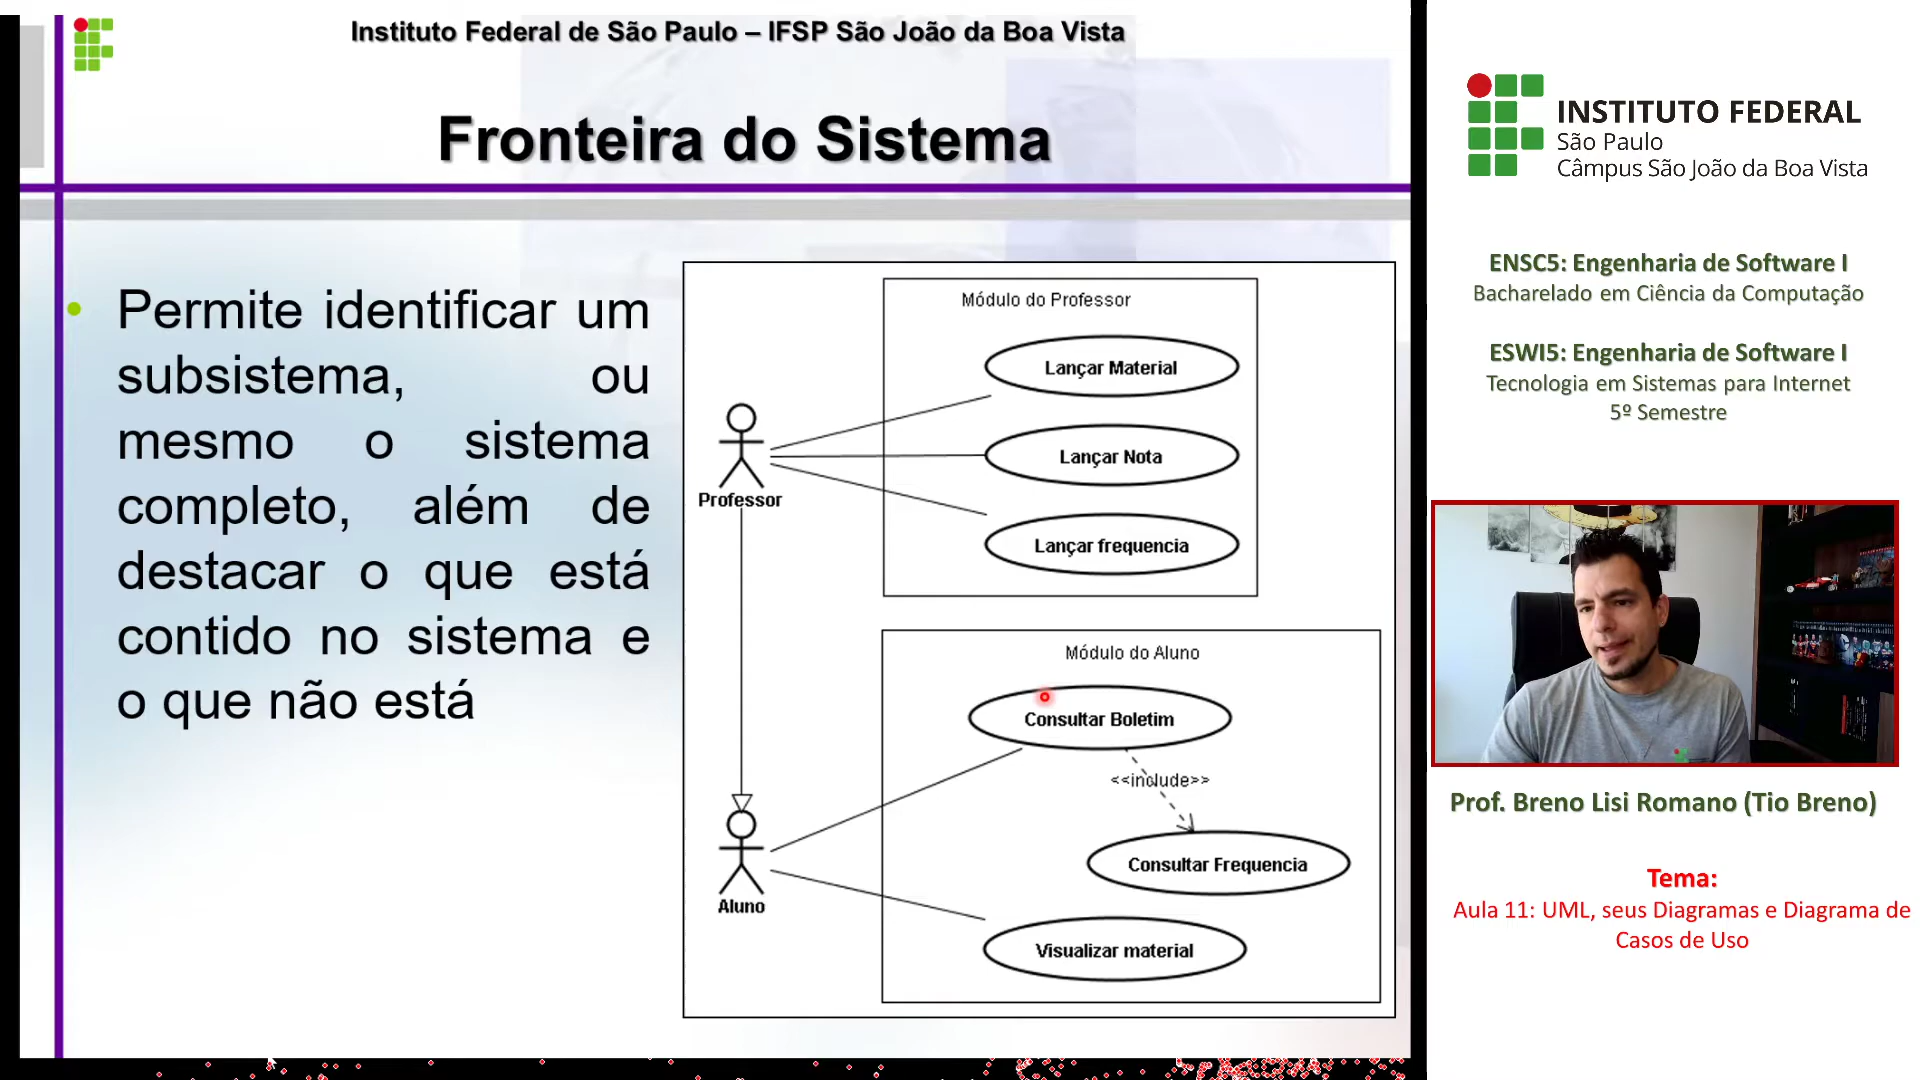 Instituto Federal de São Paulo – IFSP São João da Boa Vista
Fronteira do Sistema
Permite identificar um
subsistema, ou
mesmo o sistema
completo, além de
destacar o que está
contido no sistema e
o que não está
Módulo do Professor
Lançar Material
Lançar Nota
Lançar frequencia
Professor
Módulo do Aluno
Consultar Boletim
<<include>>
Consultar Frequencia
Aluno
Visualizar material
INSTITUTO FEDERAL
São Paulo
Câmpus São João da Boa Vista
ENSC5: Engenharia de Software I
Bacharelado em Ciência da Computação
ESWI5: Engenharia de Software I
Tecnologia em Sistemas para Internet
5º Semestre
Prof. Breno Lisi Romano (Tio Breno)
Tema:
Aula 11: UML, seus Diagramas e Diagrama de
Casos de Uso